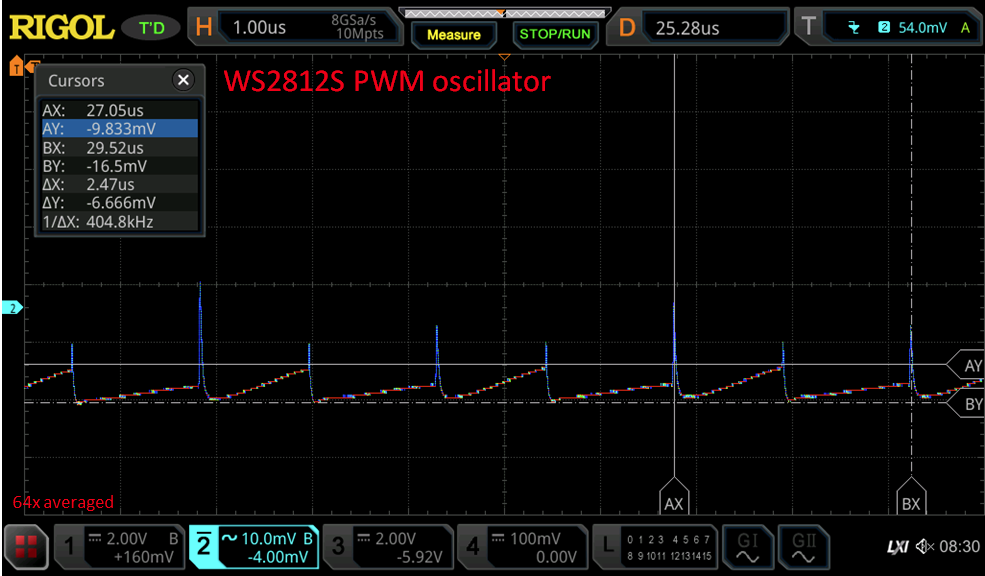 RIGOL T'D H 1.00us 8GSa/s 10Mpts Measure STOP/RUN D 25.28us T 2 54.0mV A
T
Cursors
WS2812S PWM oscillator
AX: 27.05us
AY: -9.833mV
BX: 29.52us
BY: -16.5mV
ΔX: 2.47us
ΔY: -6.666mV
1/ΔX: 404.8kHz
2
AY
BY
64x averaged
AX BX
1 2.00V B +160mV 2 10.0mV B -4.00mV 3 2.00V -5.92V 4 100mV 0.00V L 0 1 2 3 4 5 6 7 8 9 10 11 12 13 14 15 GI GII LXI 08:30